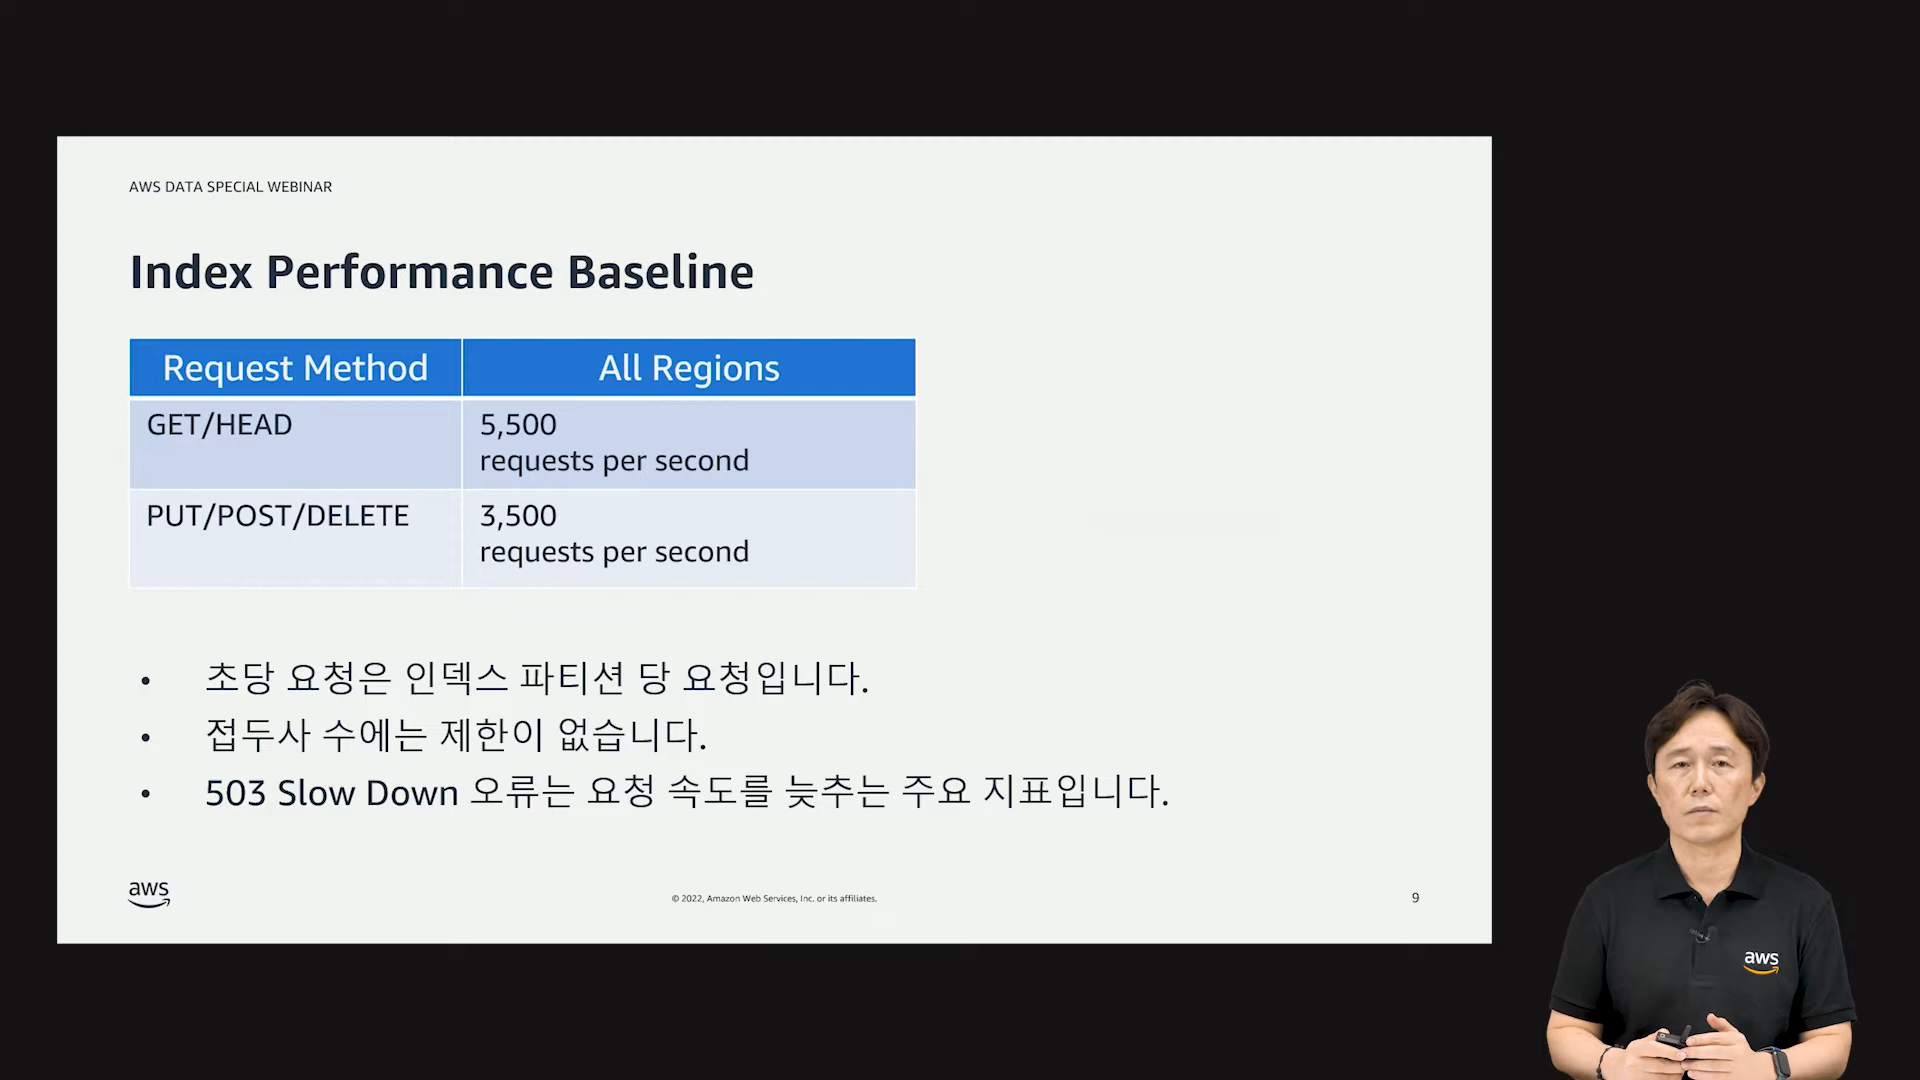 AWS DATA SPECIAL WEBINAR
Index Performance Baseline
Request Method All Regions
GET/HEAD 5,500
requests per second
PUT/POST/DELETE 3,500
requests per second
• 초당 요청은 인덱스 파티션 당 요청입니다.
• 접두사 수에는 제한이 없습니다.
• 503 Slow Down 오류는 요청 속도를 늦추는 주요 지표입니다.
aws
© 2022, Amazon Web Services, Inc. or its affiliates.
9
aws